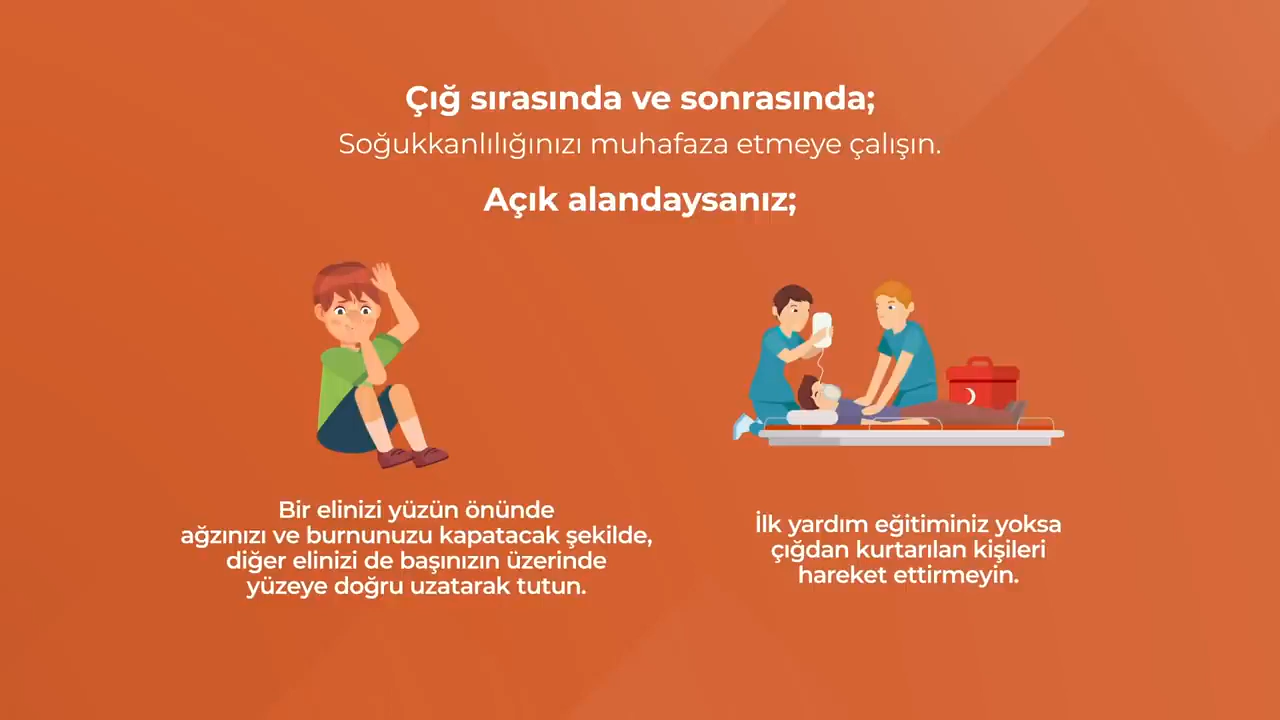 Çığ sırasında ve sonrasında;
Soğukkanlılığınızı muhafaza etmeye çalışın.
Açık alandaysanız;
Bir elinizi yüzün önünde
ağzınızı ve burnunuzu kapatacak şekilde,
diğer elinizi de başınızın üzerinde
yüzeye doğru uzatarak tutun.
İlk yardım eğitiminiz yoksa
çığdan kurtarılan kişileri
hareket ettirmeyin.